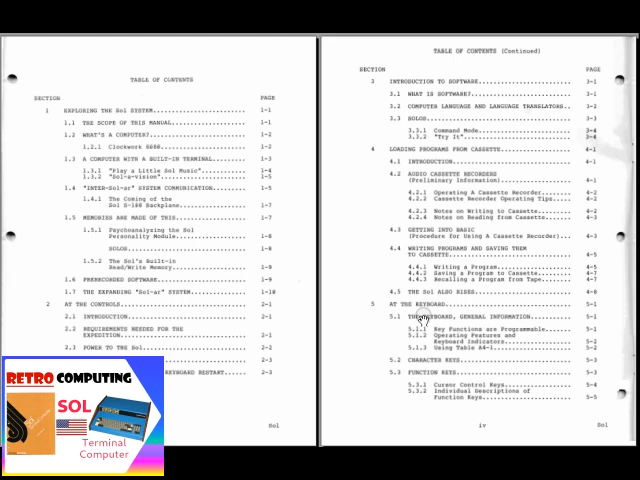 TABLE OF CONTENTS
SECTION PAGE
1 EXPLORING THE Sol SYSTEM 1-1
1.1 THE SCOPE OF THIS MANUAL 1-1
1.2 WHAT'S A COMPUTER? 1-2
1.2.1 Clockwork 8080 1-2
1.3 A COMPUTER WITH A BUILT-IN TERMINAL 1-3
1.3.1 "Play a Little Sol Music" 1-4
1.3.2 "Sol-a-vision" 1-5
1.4 "INTER-Sol-ar" SYSTEM COMMUNICATION 1-5
1.4.1 The Coming of the
Sol S-100 Backplane 1-7
1.5 MEMORIES ARE MADE OF THIS 1-7
1.5.1 Psychoanalyzing the Sol
Personality Module 1-8
SOLOS 1-8
1.5.2 The Sol's Built-in
Read/Write Memory 1-9
1.6 PRERECORDED SOFTWARE 1-9
1.7 THE EXPANDING "Sol-ar" SYSTEM 1-10
2 AT THE CONTROLS 2-1
2.1 INTRODUCTION 2-1
2.2 REQUIREMENTS NEEDED FOR THE
EXPEDITION 2-1
2.3 POWER TO THE Sol 2-2
2-3
KEYBOARD RESTART 2-3
Sol
TABLE OF CONTENTS (Continued)
SECTION PAGE
3 INTRODUCTION TO SOFTWARE 3-1
3.1 WHAT IS SOFTWARE? 3-1
3.2 COMPUTER LANGUAGE AND LANGUAGE TRANSLATORS 3-2
3.3 SOLOS 3-3
3.3.1 Command Mode 3-4
3.3.2 "Try It" 3-4
4 LOADING PROGRAMS FROM CASSETTE 4-1
4.1 INTRODUCTION 4-1
4.2 AUDIO CASSETTE RECORDERS
(Preliminary Information) 4-1
4.2.1 Operating A Cassette Recorder 4-2
4.2.2 Cassette Recorder Operating Tips 4-2
4.2.3 Notes on Writing to Cassette 4-2
4.2.4 Notes on Reading from Cassette 4-3
4.3 GETTING INTO BASIC
(Procedure for Using A Cassette Recorder) 4-3
4.4 WRITING PROGRAMS AND SAVING THEM
TO CASSETTE 4-5
4.4.1 Writing a Program 4-5
4.4.2 Saving a Program to Cassette 4-7
4.4.3 Recalling a Program from Tape 4-7
4.5 THE Sol ALSO RISES 4-8
5 AT THE KEYBOARD 5-1
5.1 THE KEYBOARD, GENERAL INFORMATION 5-1
5.1.1 Key Functions are Programmable 5-1
5.1.2 Operating Features and
Keyboard Indicators 5-2
5.1.3 Using Table A4-1 5-2
5.2 CHARACTER KEYS 5-3
5.3 FUNCTION KEYS 5-3
5.3.1 Cursor Control Keys 5-4
5.3.2 Individual Descriptions of
Function Keys 5-5
iv Sol
RETRO COMPUTING
SOL
Terminal
Computer